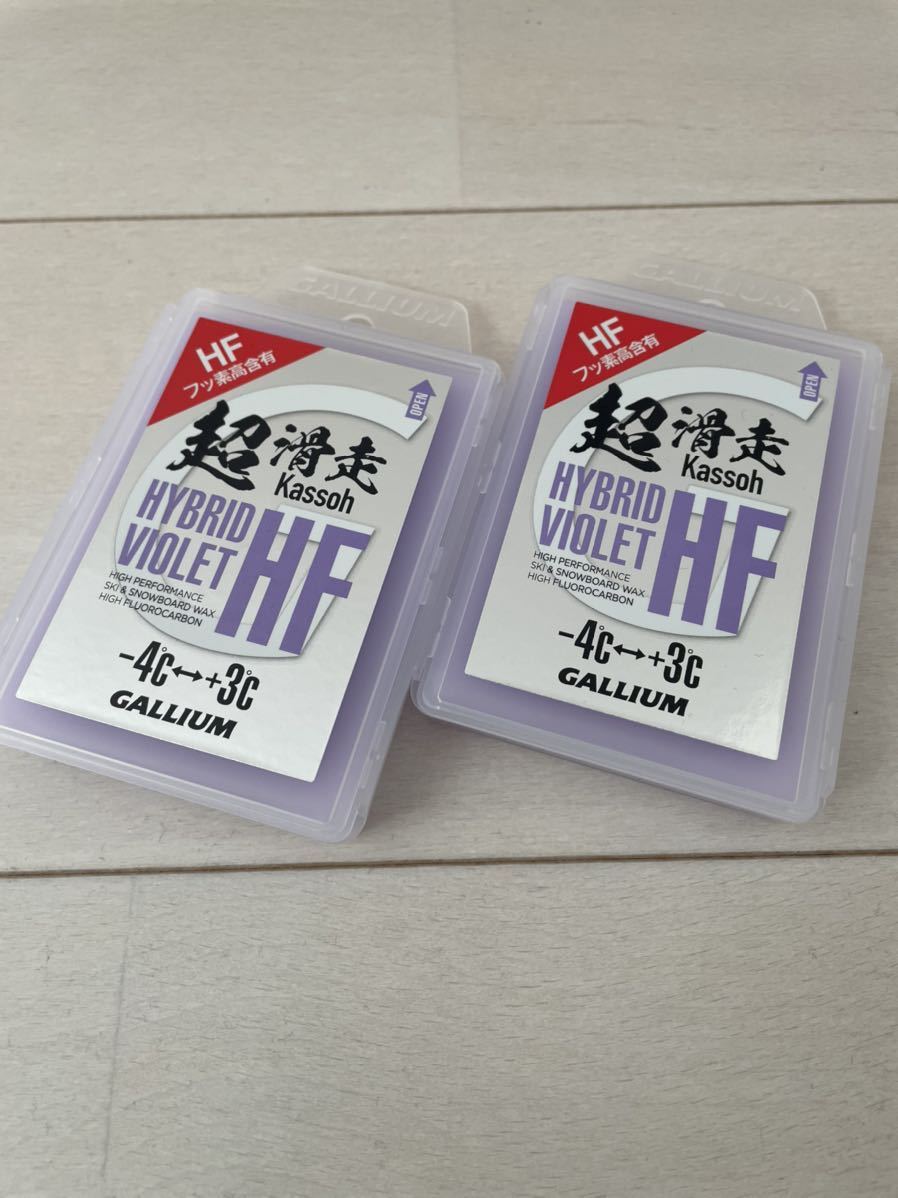 GALLIUM
HF
フッ素高含有
OPEN
超滑走
Kassoh
HYBRID
VIOLET
HF
HIGH PERFORMANCE
SKI & SNOWBOARD WAX
HIGH FLUOROCARBON
-4℃↔+3℃
GALLIUM
GALLIUM
HF
フッ素高含有
OPEN
超滑走
Kassoh
HYBRID
VIOLET
HF
HIGH PERFORMANCE
SKI & SNOWBOARD WAX
HIGH FLUOROCARBON
-4℃↔+3℃
GALLIUM